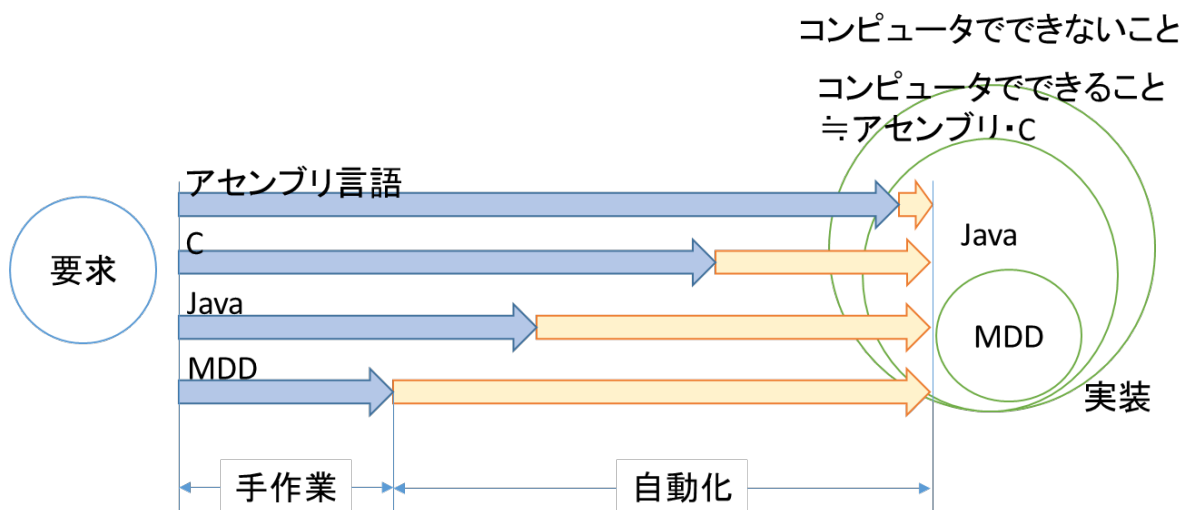 コンピュータでできないこと
コンピュータでできること
≒アセンブリ・C
アセンブリ言語
C
Java
要求
Java
MDD
MDD
実装
手作業
自動化